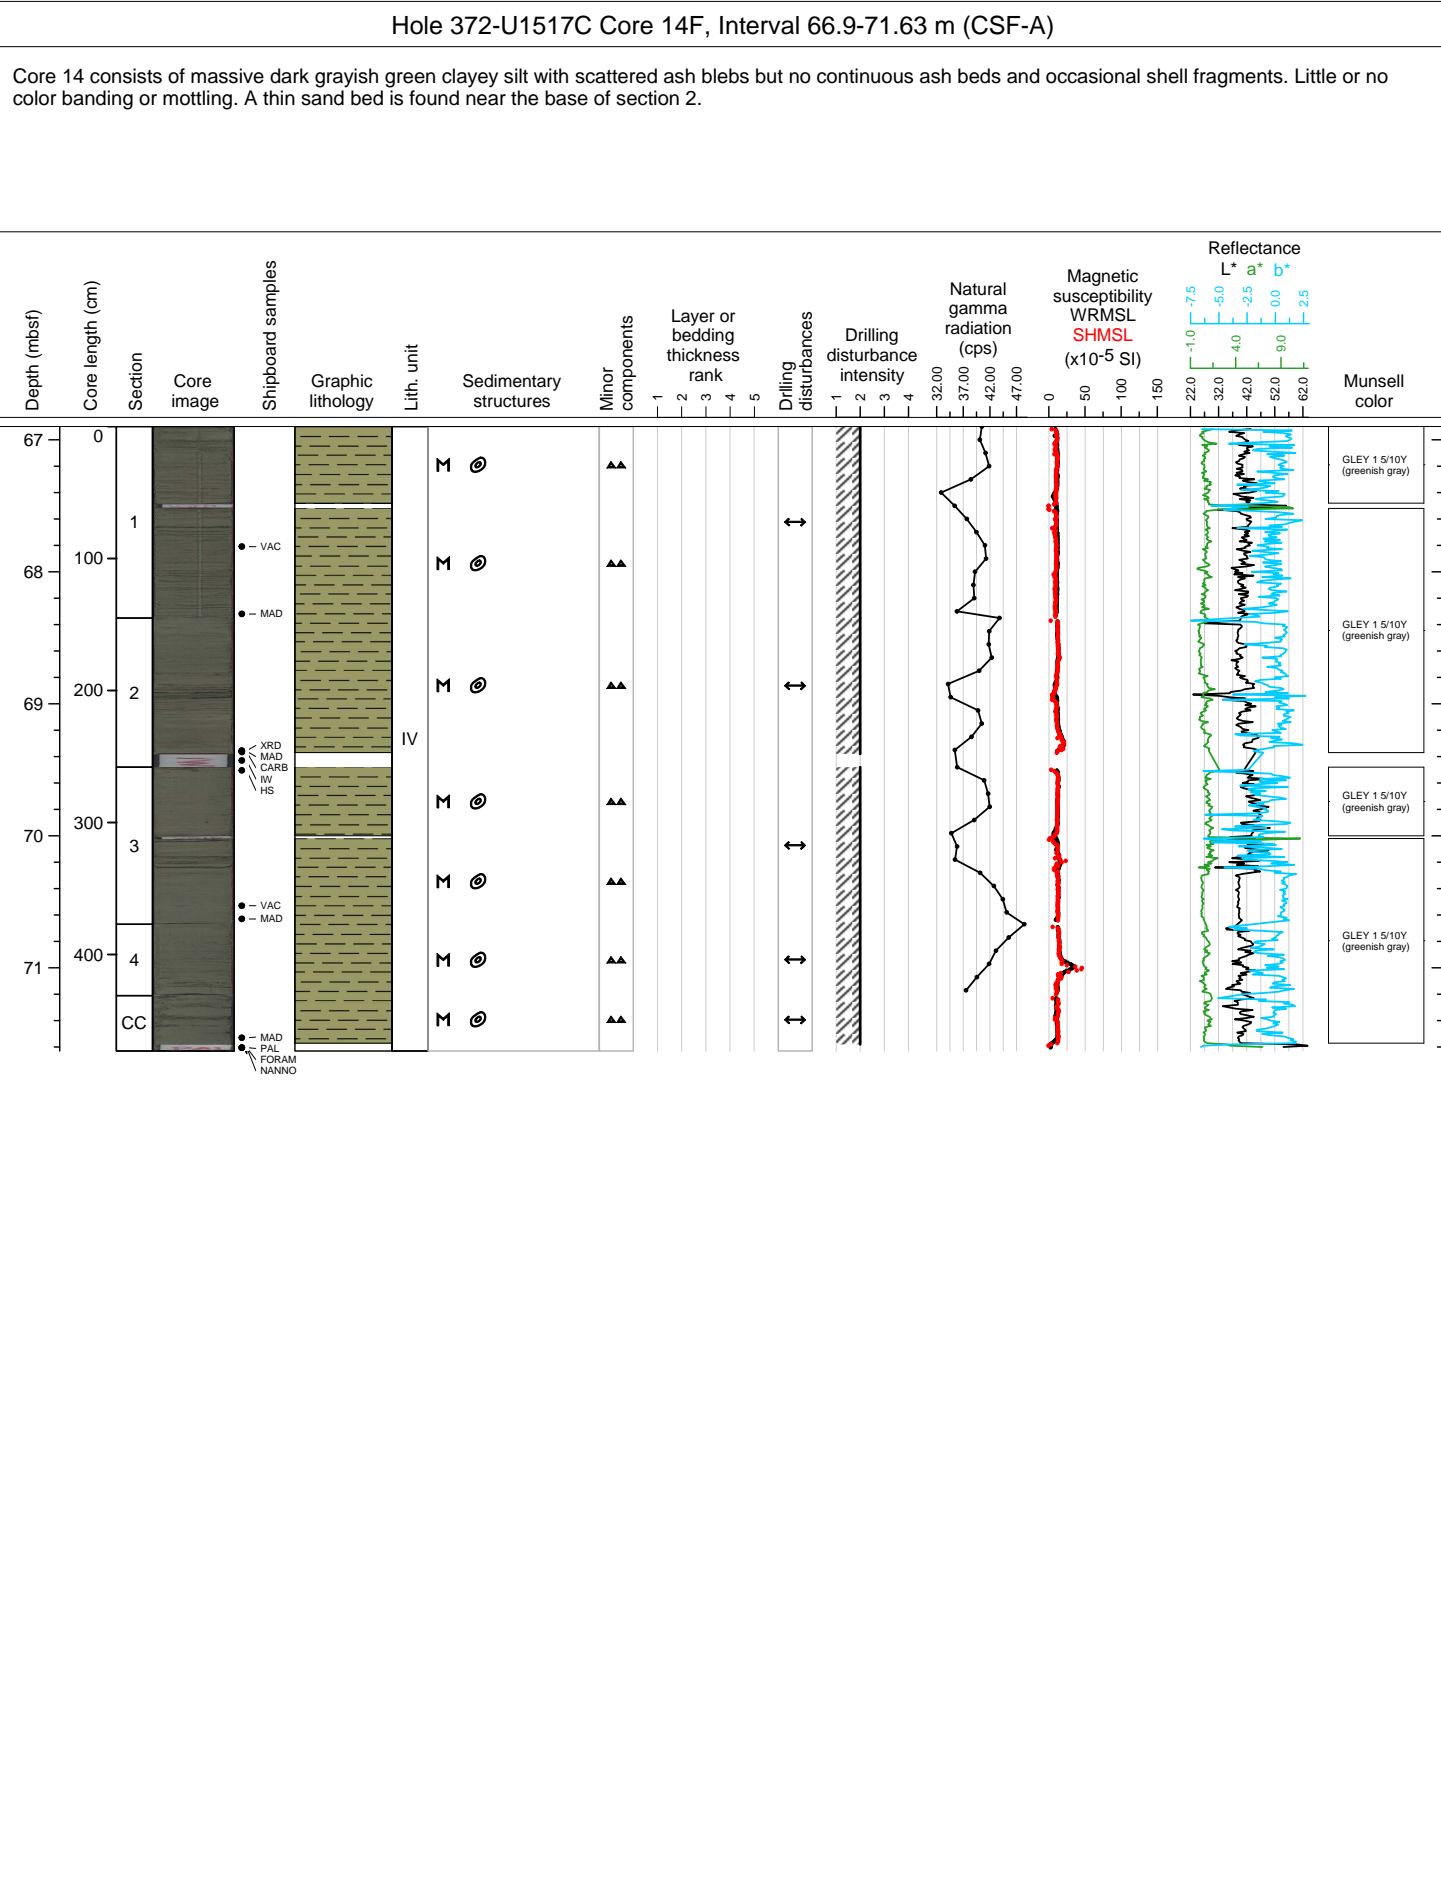 Hole 372-U1517C Core 14F, Interval 66.9-71.63 m (CSF-A)
Core 14 consists of massive dark grayish green clayey silt with scattered ash blebs but no continuous ash beds and occasional shell fragments. Little or no
color banding or mottling. A thin sand bed is found near the base of section 2.
Depth (mbsf)
Core length (cm)
Section
Core
image
Shipboard samples
Graphic
lithology
Lith. unit
Sedimentary
structures
Minor
components
Layer or
bedding
thickness
rank
1 2 3 4 5
Drilling
disturbances
Drilling
disturbance
intensity
1 2 3 4
Natural
gamma
radiation
(cps)
32.00 37.00 42.00 47.00
Magnetic
susceptibility
WRMSL
SHMSL
(x10-5 SI)
0 50 100 150
Reflectance
L* a* b*
-7.5 -5.0 -2.5 0.0 2.5
-1.0 4.0 9.0
22.0 32.0 42.0 52.0 62.0
Munsell
color
67
68
69
70
71
0
100
200
300
400
1
2
3
4
CC
VAC
MAD
XRD
MAD
CARB
IW
HS
VAC
MAD
MAD
PAL
FORAM
NANNO
IV
M
M
M
M
M
M
M
GLEY 1 5/10Y
(greenish gray)
GLEY 1 5/10Y
(greenish gray)
GLEY 1 5/10Y
(greenish gray)
GLEY 1 5/10Y
(greenish gray)